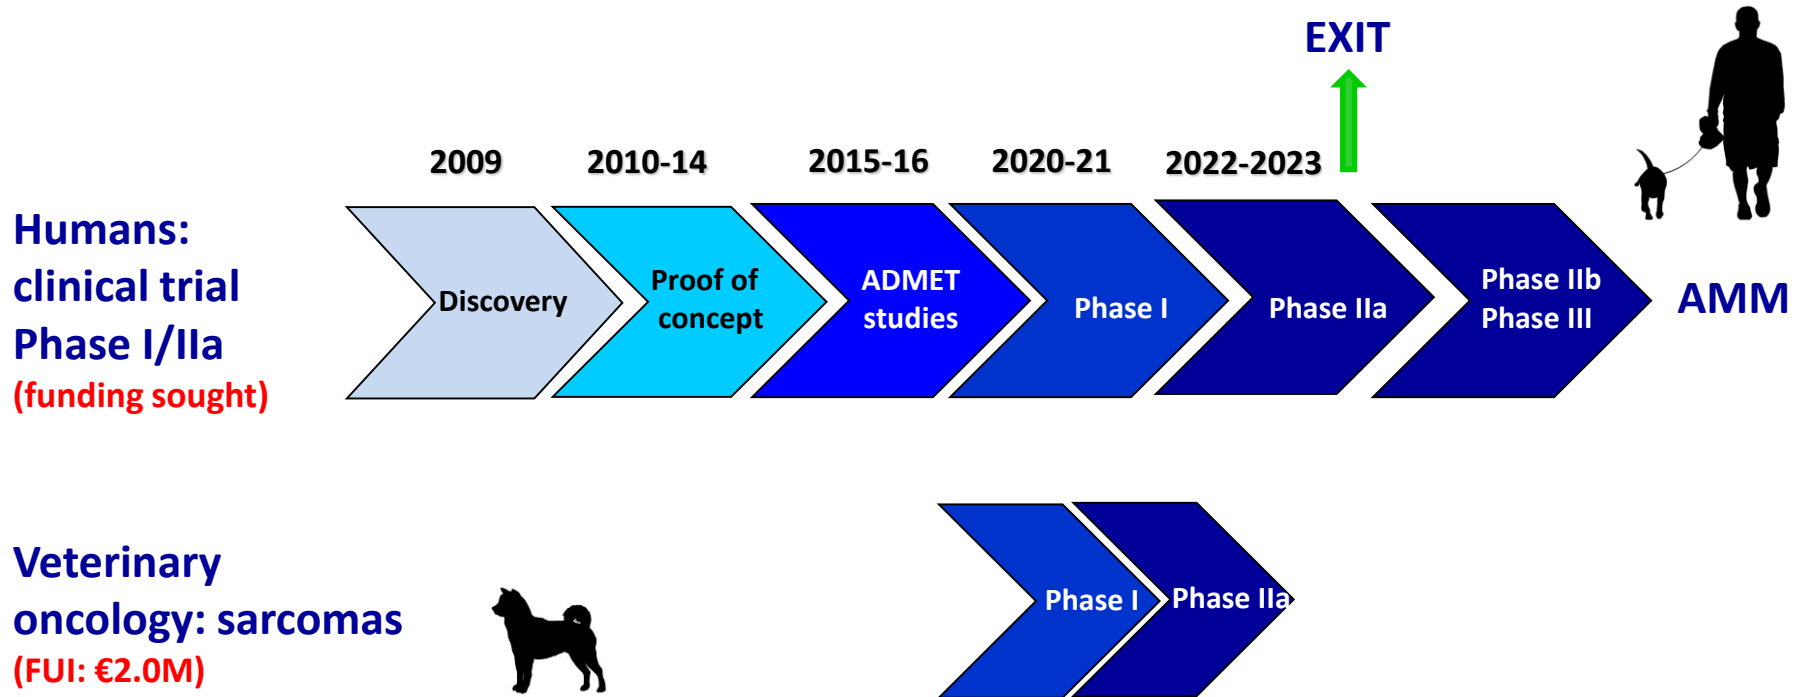 EXIT
2009
2010-14
2015-16
2020-21
2022-2023
Humans:
clinical trial
Phase I/IIa
(funding sought)
Discovery
Proof of
concept
ADMET
studies
Phase I
Phase IIa
Phase IIb
Phase III
AMM
Veterinary
oncology: sarcomas
(FUI: €2.0M)
Phase I
Phase IIa